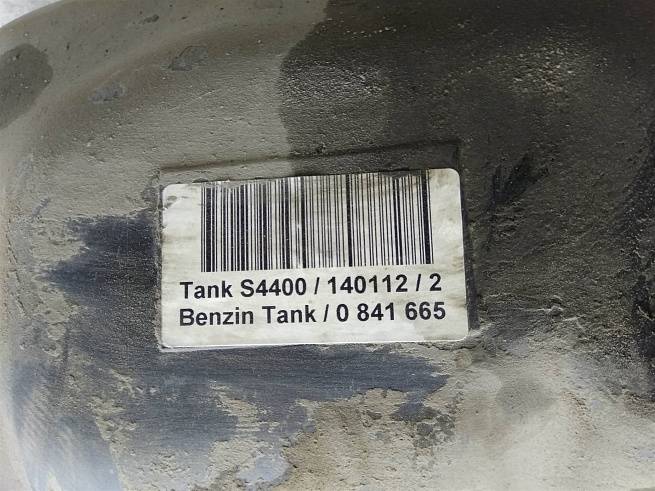 Tank S4400 / 140112 / 2
Benzin Tank / 0 841 665